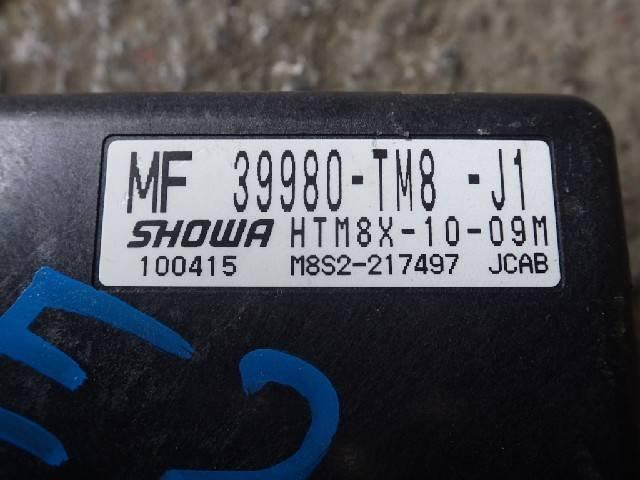 MF 39980-TM8 -J1
SHOWA HTM8X-10-09M
100415 M8S2-217497 JCAB